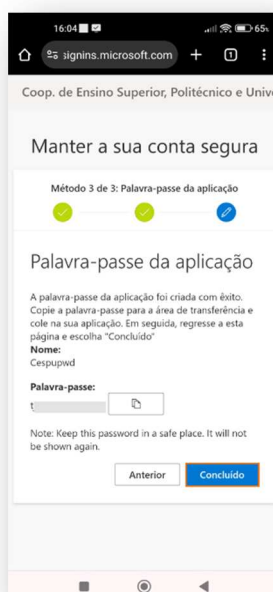 16:04
65%
signins.microsoft.com
1
Coop. de Ensino Superior, Politécnico e
Manter a sua conta segura
Método 3 de 3: Palavra-passe da aplicação
Palavra-passe da aplicação
A palavra-passe da aplicação foi criada com êxito.
Copie a palavra-passe para a área de transferência e
cole na sua aplicação. Em seguida, regresse a esta
página e escolha "Concluído"
Nome:
Cespupwd
Palavra-passe:
Note: Keep this password in a safe place. It will not
be shown again.
Anterior
Concluído